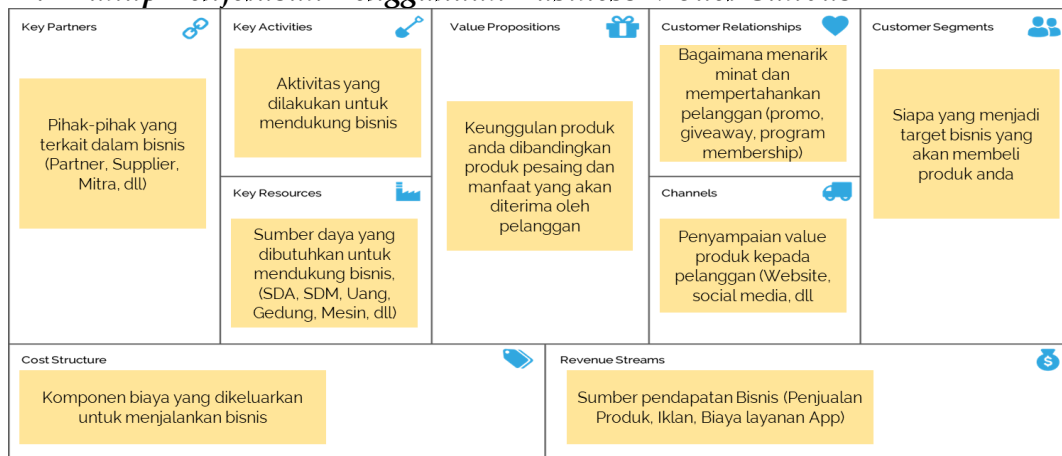 Key Partners
Pihak-pihak yang
terkait dalam bisnis
(Partner, Supplier,
Mitra, dll)
Key Activities
Aktivitas yang
dilakukan untuk
mendukung bisnis
Key Resources
Sumber daya yang
dibutuhkan untuk
mendukung bisnis,
(SDA, SDM, Uang,
Gedung, Mesin, dll)
Value Propositions
Keunggulan produk
anda dibandingkan
produk pesaing dan
manfaat yang akan
diterima oleh
pelanggan
Customer Relationships
Bagaimana menarik
minat dan
mempertahankan
pelanggan (promo,
giveaway, program
membership)
Channels
Penyampaian value
produk kepada
pelanggan (Website,
social media, dll
Customer Segments
Siapa yang menjadi
target bisnis yang
akan membeli
produk anda
Cost Structure
Komponen biaya yang dikeluarkan
untuk menjalankan bisnis
Revenue Streams
Sumber pendapatan Bisnis (Penjualan
Produk, Iklan, Biaya layanan App)